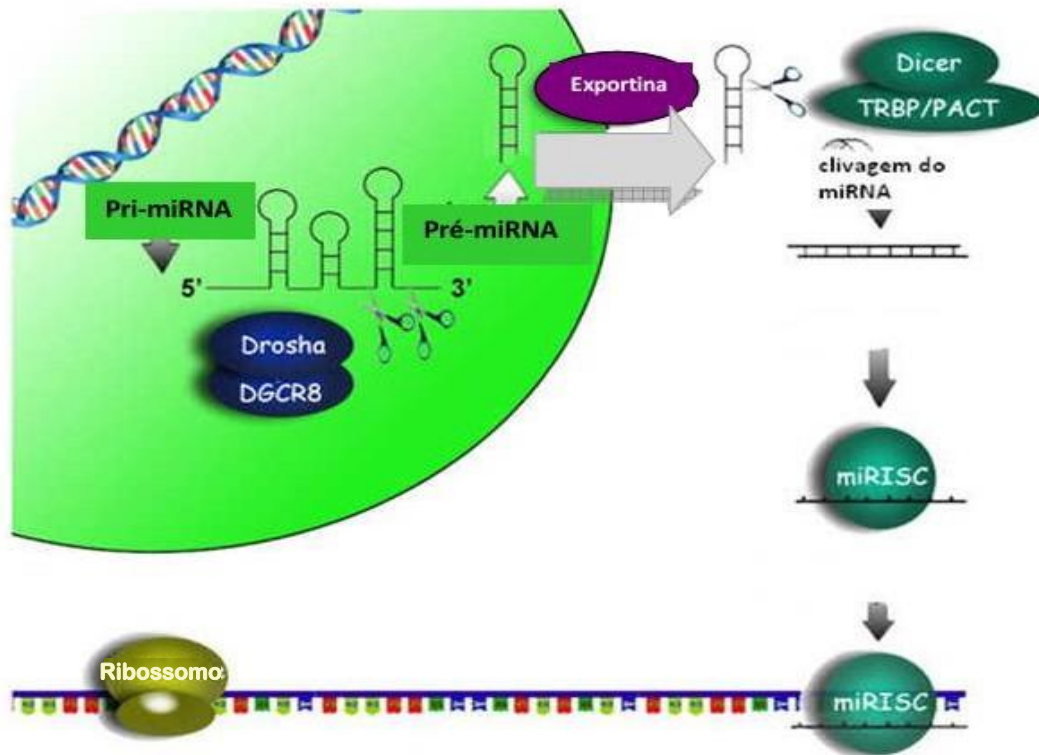 Exportina
Dicer
TRBP/PACT
clivagem do
miRNA
Pri-miRNA
Pré-miRNA
5'
3'
Drosha
DGCR8
miRISC
Ribossomo
miRISC